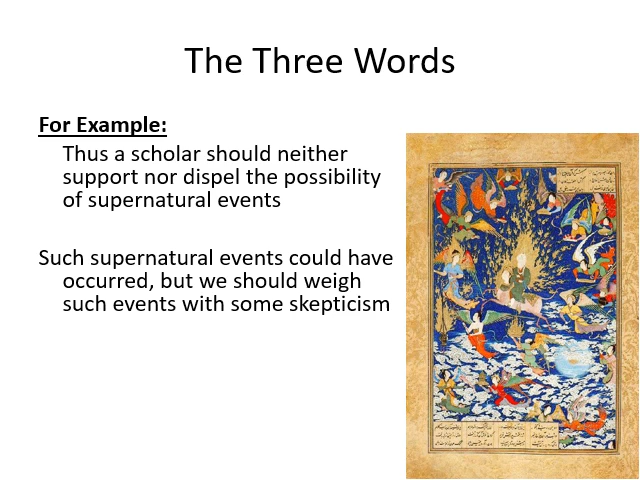 The Three Words
For Example:
Thus a scholar should neither
support nor dispel the possibility
of supernatural events
Such supernatural events could have
occurred, but we should weigh
such events with some skepticism